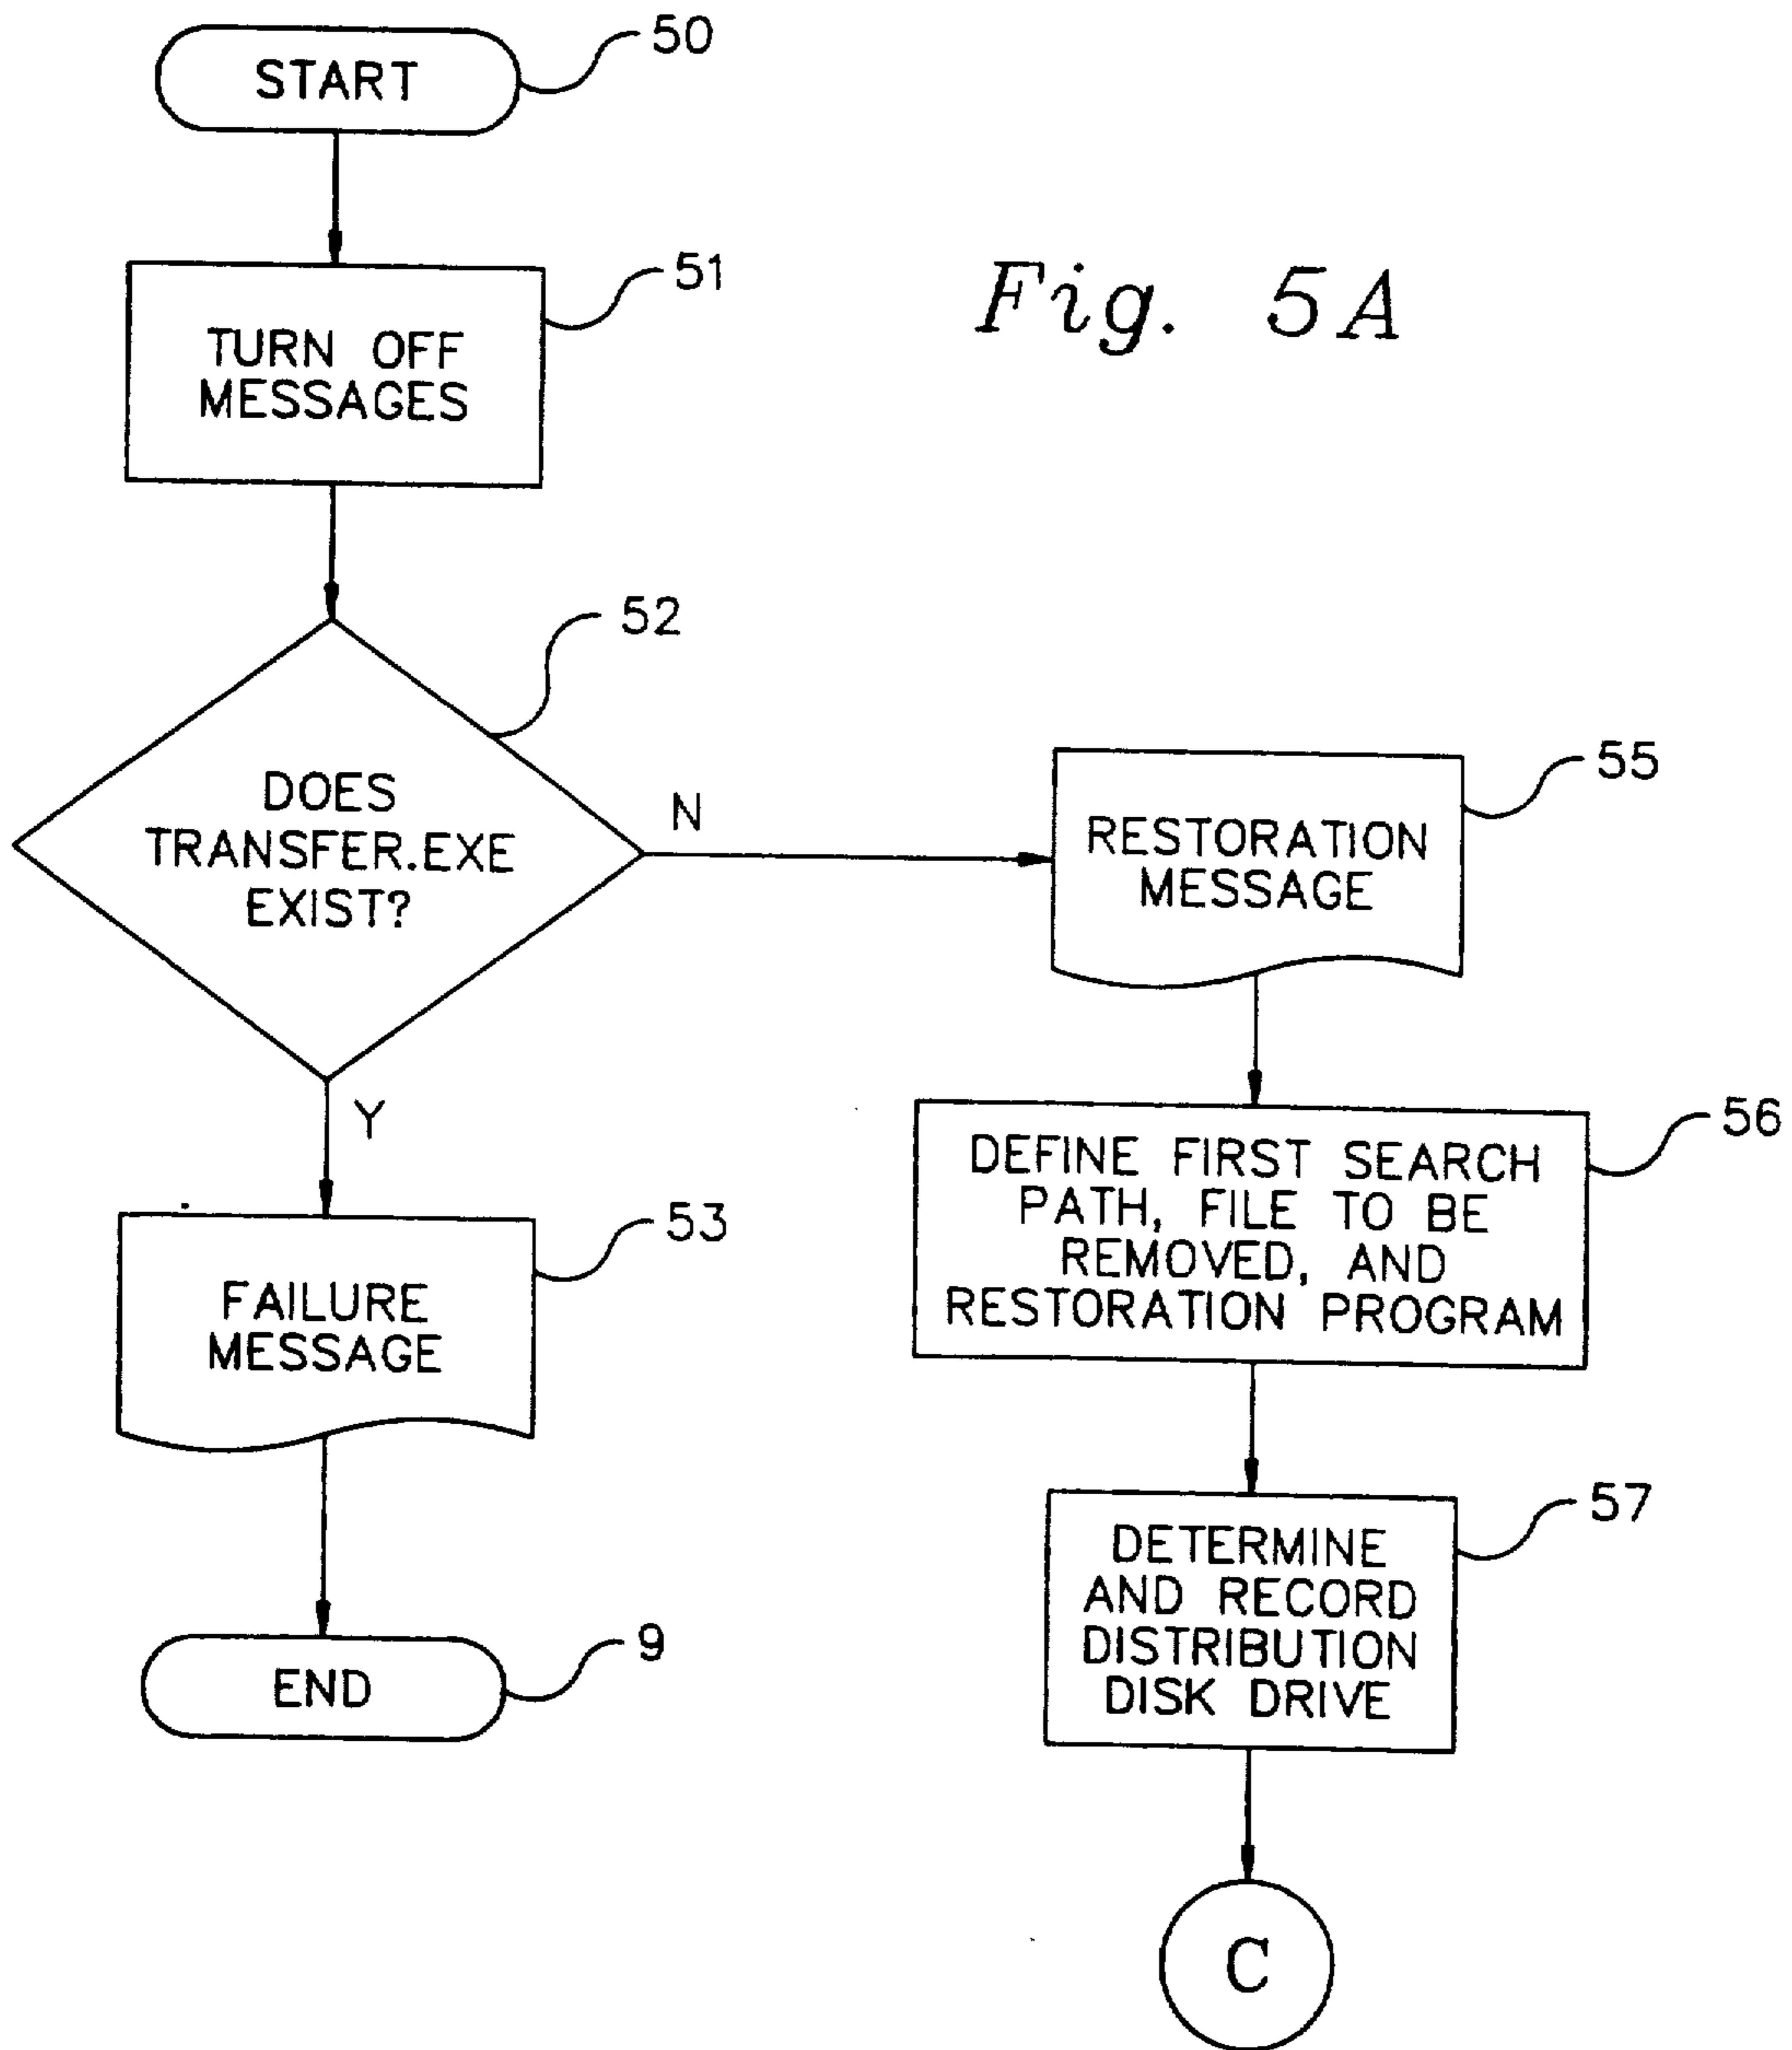 START
50
TURN OFF
MESSAGES
51
Fig. 5A
DOES
TRANSFER.EXE
EXIST?
52
N
Y
RESTORATION
MESSAGE
55
DEFINE FIRST SEARCH
PATH, FILE TO BE
REMOVED, AND
RESTORATION PROGRAM
56
FAILURE
MESSAGE
53
DETERMINE
AND RECORD
DISTRIBUTION
DISK DRIVE
57
END
9
C